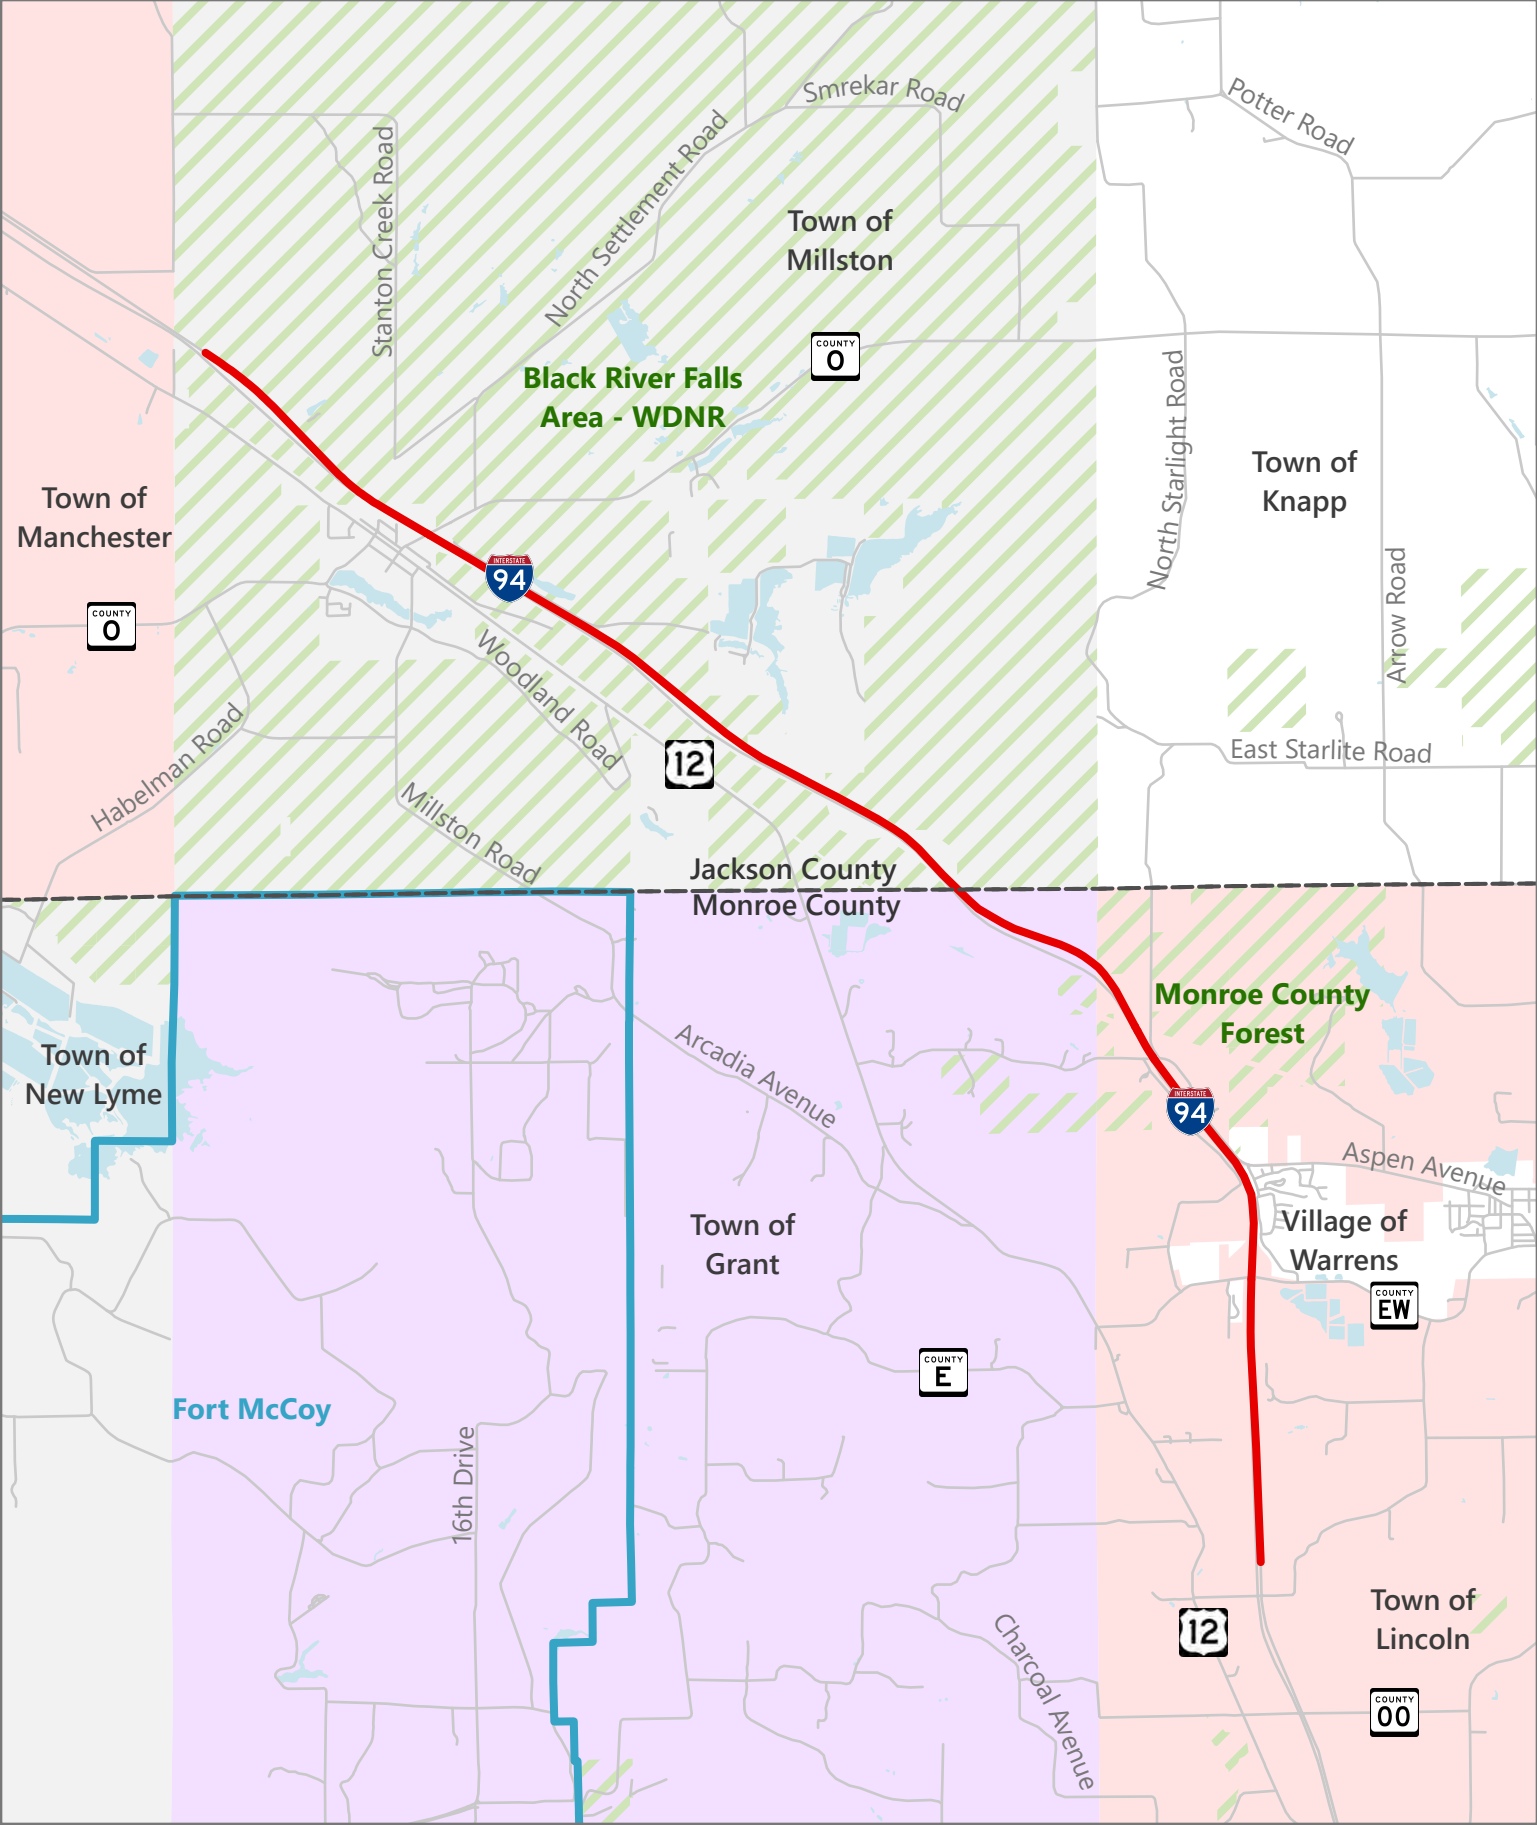 Smrekar Road
Potter Road
Stanton Creek Road
North Settlement Road
Town of
Millston
COUNTY
O
Black River Falls
Area - WDNR
North Starlight Road
Town of
Knapp
Town of
Manchester
INTERSTATE
94
Arrow Road
COUNTY
O
Woodland Road
Habelman Road
12
East Starlite Road
Millston Road
Jackson County
Monroe County
Monroe County
Forest
Town of
New Lyme
Arcadia Avenue
INTERSTATE
94
Aspen Avenue
Town of
Grant
Village of
Warrens
COUNTY
EW
COUNTY
E
Fort McCoy
16th Drive
Charcoal Avenue
12
Town of
Lincoln
COUNTY
OO